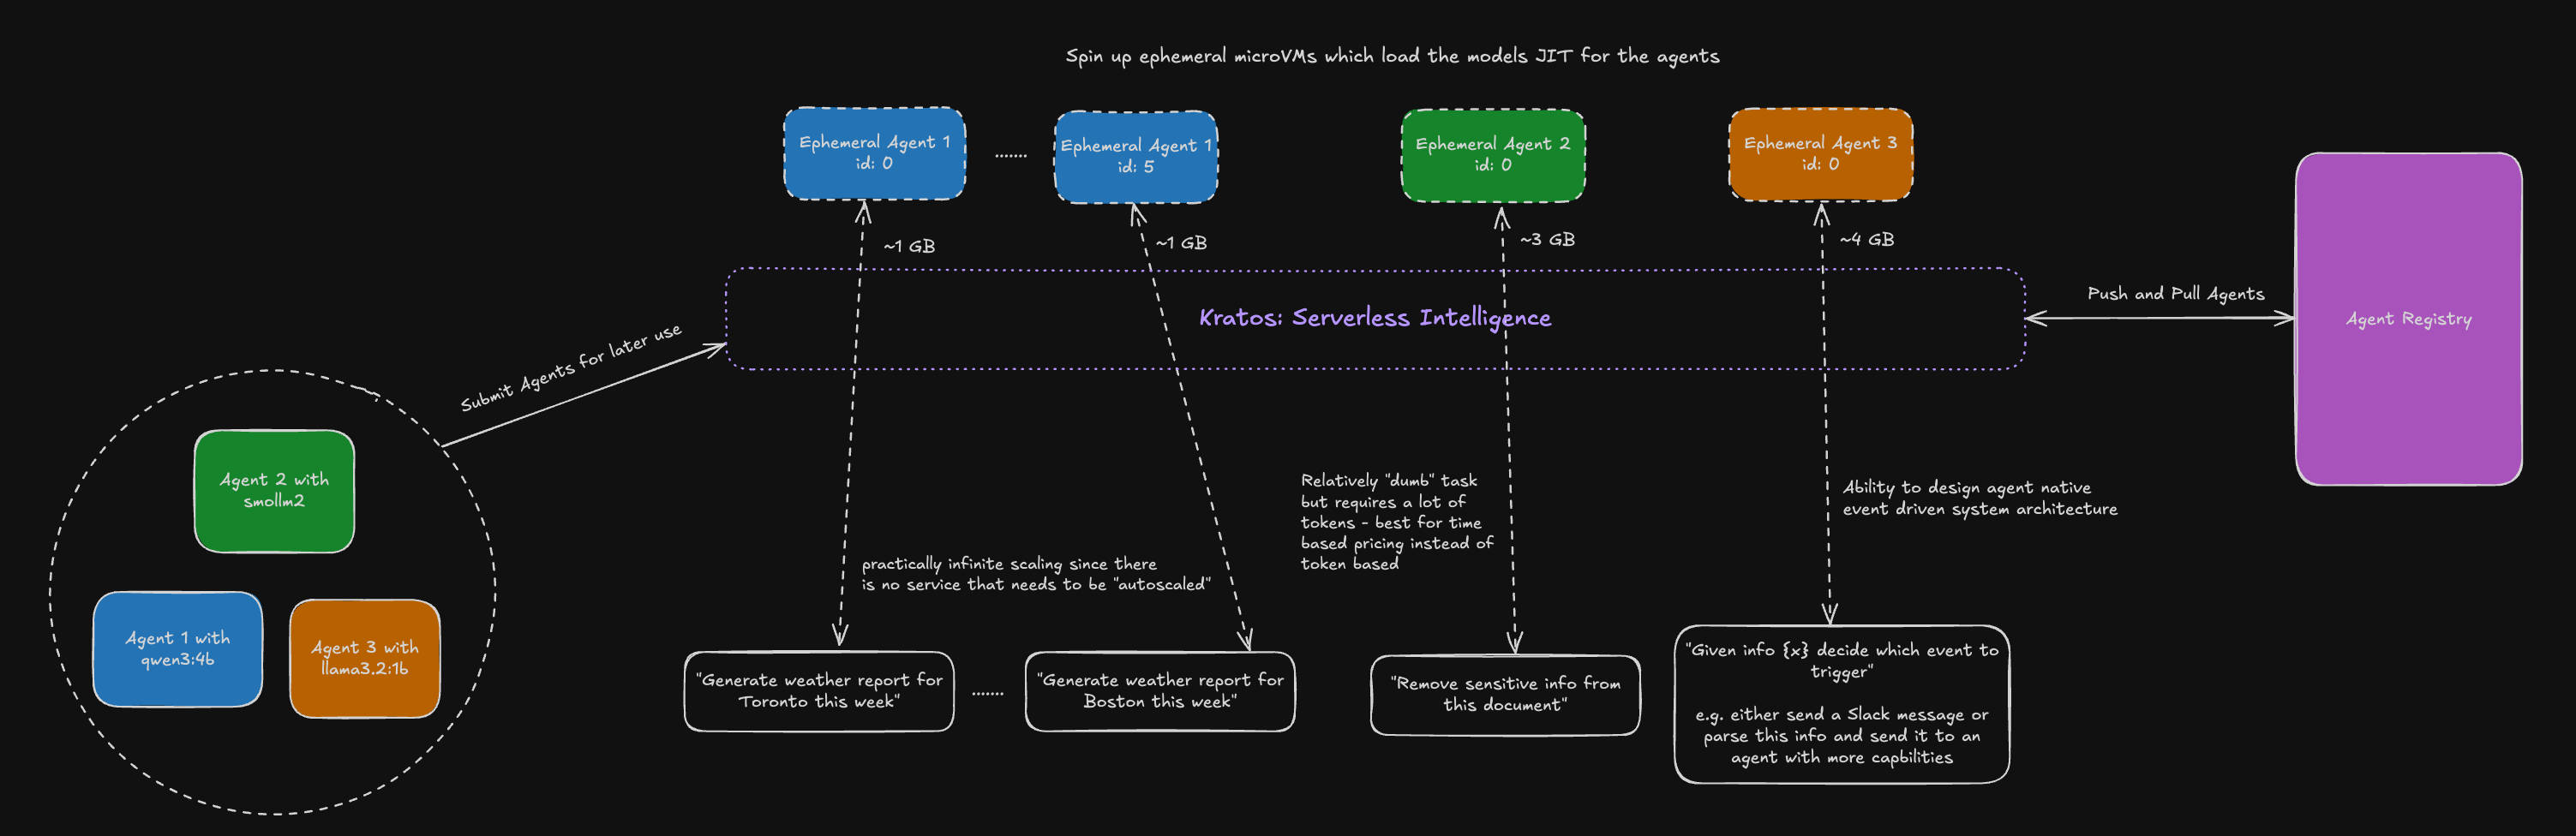 Spin up ephemeral microVMs which load the models JIT for the agents
Ephemeral Agent 1
id: 0
.......
Ephemeral Agent 1
id: 5
Ephemeral Agent 2
id: 0
Ephemeral Agent 3
id: 0
~1 GB
~1 GB
~3 GB
~4 GB
Kratos: Serverless Intelligence
Push and Pull Agents
Agent Registry
Submit Agents for later use
Agent 2 with
smollm2
Agent 1 with
qwen3:4b
Agent 3 with
llama3.2:1b
practically infinite scaling since there
is no service that needs to be "autoscaled"
Relatively "dumb" task
but requires a lot of
tokens - best for time
based pricing instead of
token based
Ability to design agent native
event driven system architecture
"Generate weather report for
Toronto this week"
.......
"Generate weather report for
Boston this week"
"Remove sensitive info from
this document"
"Given info {x} decide which event to
trigger"
e.g. either send a Slack message or
parse this info and send it to an
agent with more capbilities